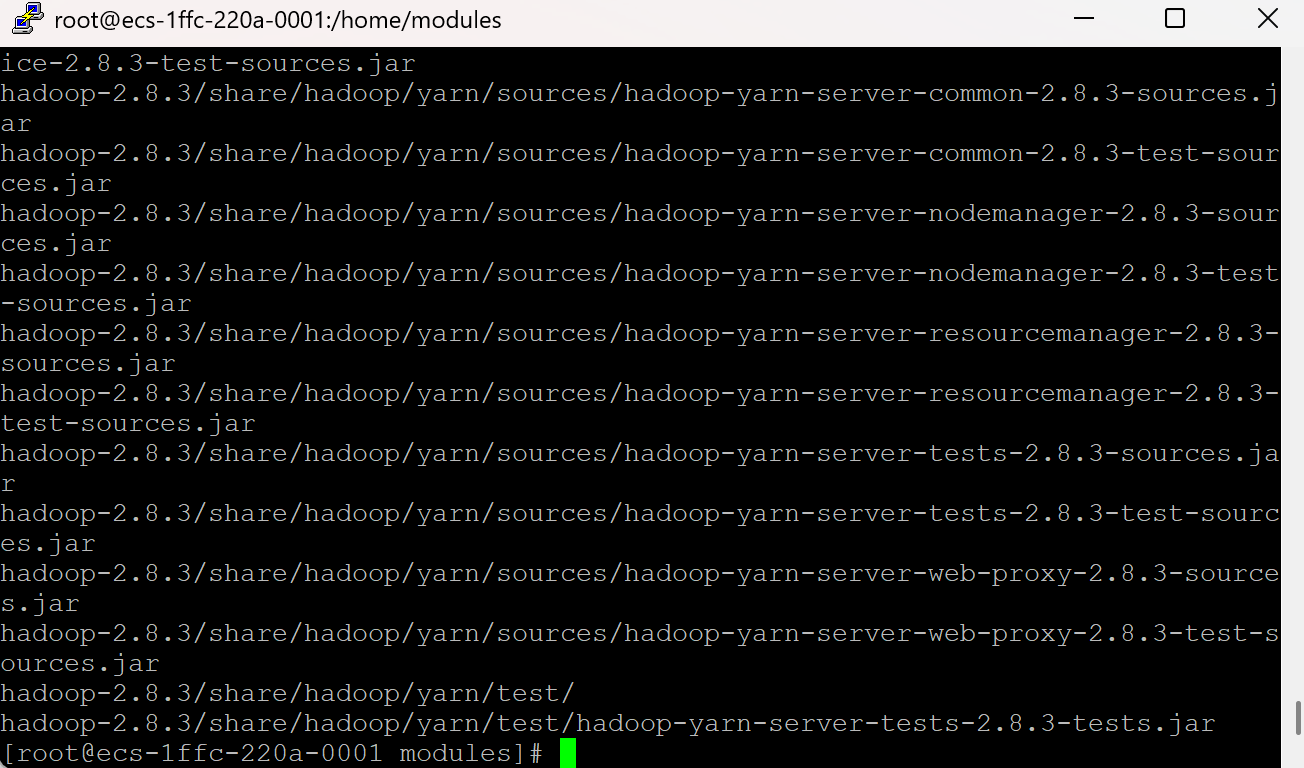 root@ecs-1ffc-220a-0001:/home/modules
ice-2.8.3-test-sources.jar
hadoop-2.8.3/share/hadoop/yarn/sources/hadoop-yarn-server-common-2.8.3-sources.j
ar
hadoop-2.8.3/share/hadoop/yarn/sources/hadoop-yarn-server-common-2.8.3-test-sour
ces.jar
hadoop-2.8.3/share/hadoop/yarn/sources/hadoop-yarn-server-nodemanager-2.8.3-sour
ces.jar
hadoop-2.8.3/share/hadoop/yarn/sources/hadoop-yarn-server-nodemanager-2.8.3-test
-sources.jar
hadoop-2.8.3/share/hadoop/yarn/sources/hadoop-yarn-server-resourcemanager-2.8.3-
sources.jar
hadoop-2.8.3/share/hadoop/yarn/sources/hadoop-yarn-server-resourcemanager-2.8.3-
test-sources.jar
hadoop-2.8.3/share/hadoop/yarn/sources/hadoop-yarn-server-tests-2.8.3-sources.ja
r
hadoop-2.8.3/share/hadoop/yarn/sources/hadoop-yarn-server-tests-2.8.3-test-sourc
es.jar
hadoop-2.8.3/share/hadoop/yarn/sources/hadoop-yarn-server-web-proxy-2.8.3-source
s.jar
hadoop-2.8.3/share/hadoop/yarn/sources/hadoop-yarn-server-web-proxy-2.8.3-test-s
ources.jar
hadoop-2.8.3/share/hadoop/yarn/test/
hadoop-2.8.3/share/hadoop/yarn/test/hadoop-yarn-server-tests-2.8.3-tests.jar
[root@ecs-1ffc-220a-0001 modules]#